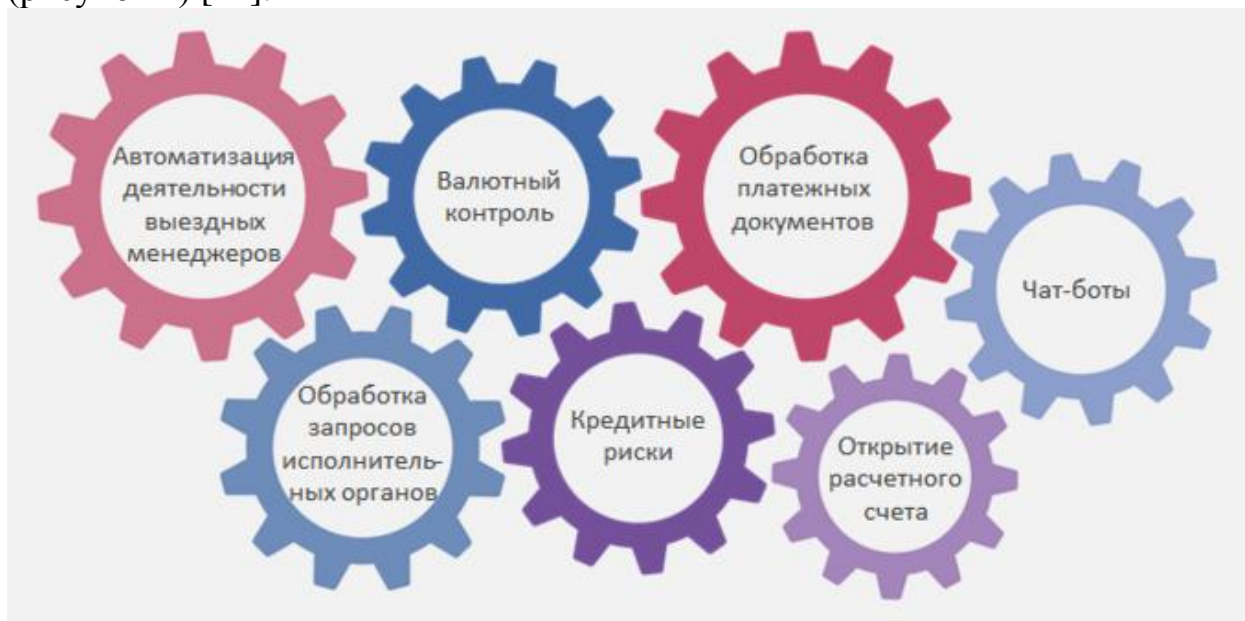 Автоматизация
деятельности
выездных
менеджеров
Валютный
контроль
Обработка
платежных
документов
Чат-боты
Обработка
запросов
исполнитель-
ных органов
Кредитные
риски
Открытие
расчетного
счета